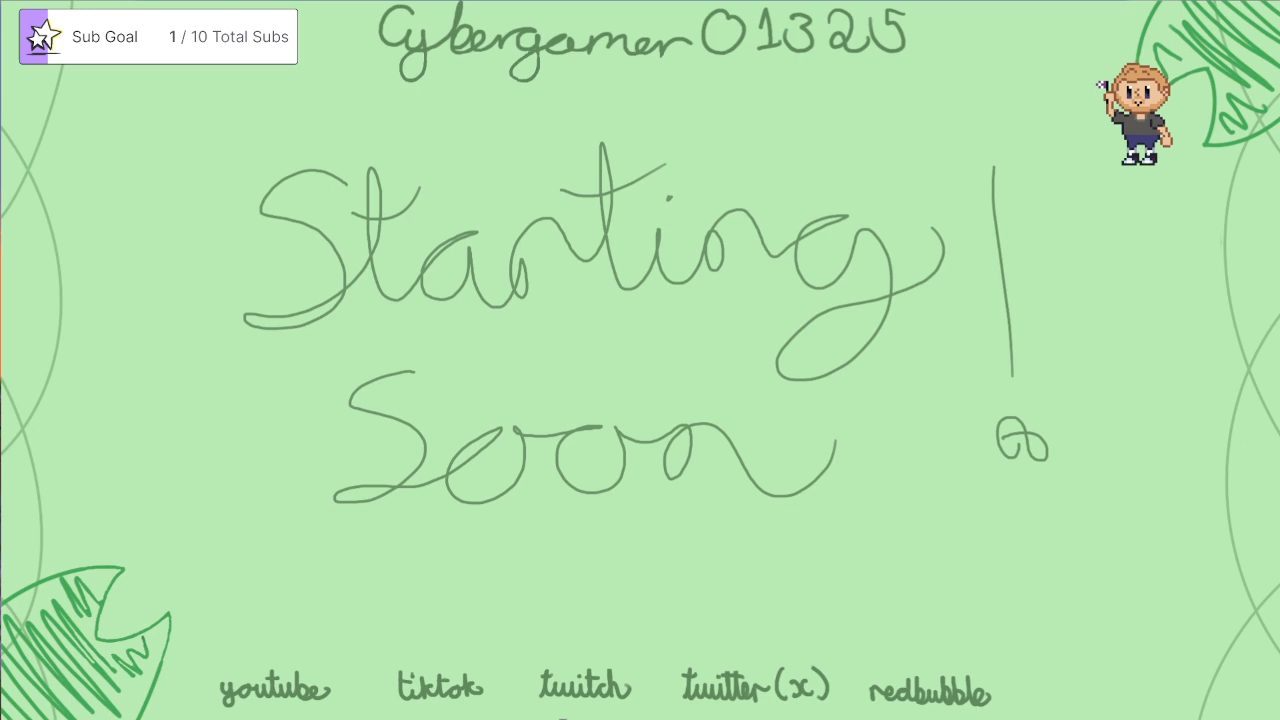 Sub Goal 1 / 10 Total Subs
Cybergamer01325
Starting!
Soon
youtube tiktok twitch twitter(x) redbubble